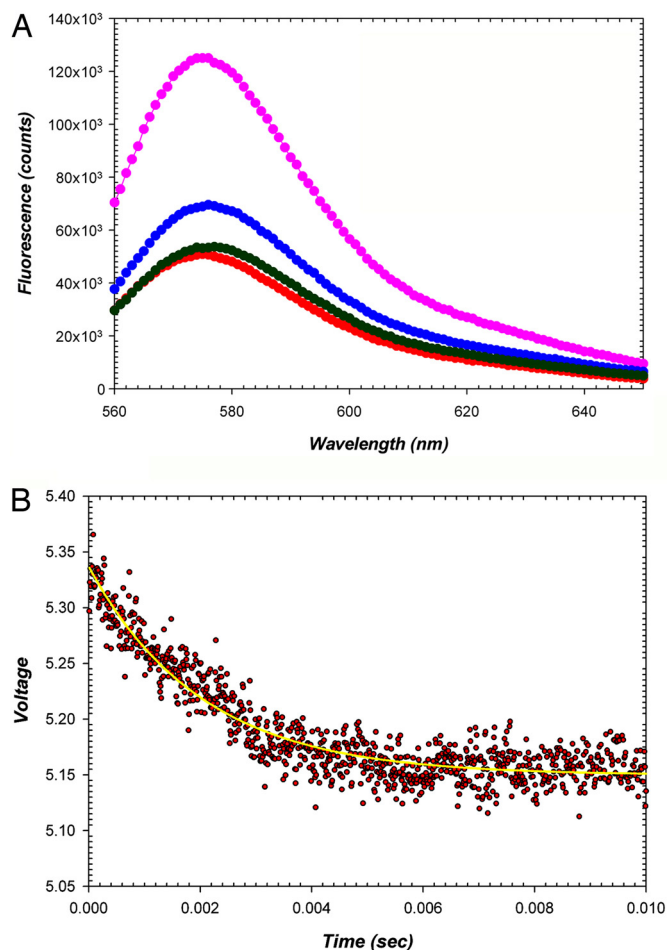 A
140x10³
120x10³
100x10³
80x10³
60x10³
40x10³
20x10³
0
Fluorescence (counts)
560 580 600 620 640
Wavelength (nm)
B
5.40
5.35
5.30
5.25
5.20
5.15
5.10
5.05
Voltage
0.000 0.002 0.004 0.006 0.008 0.010
Time (sec)